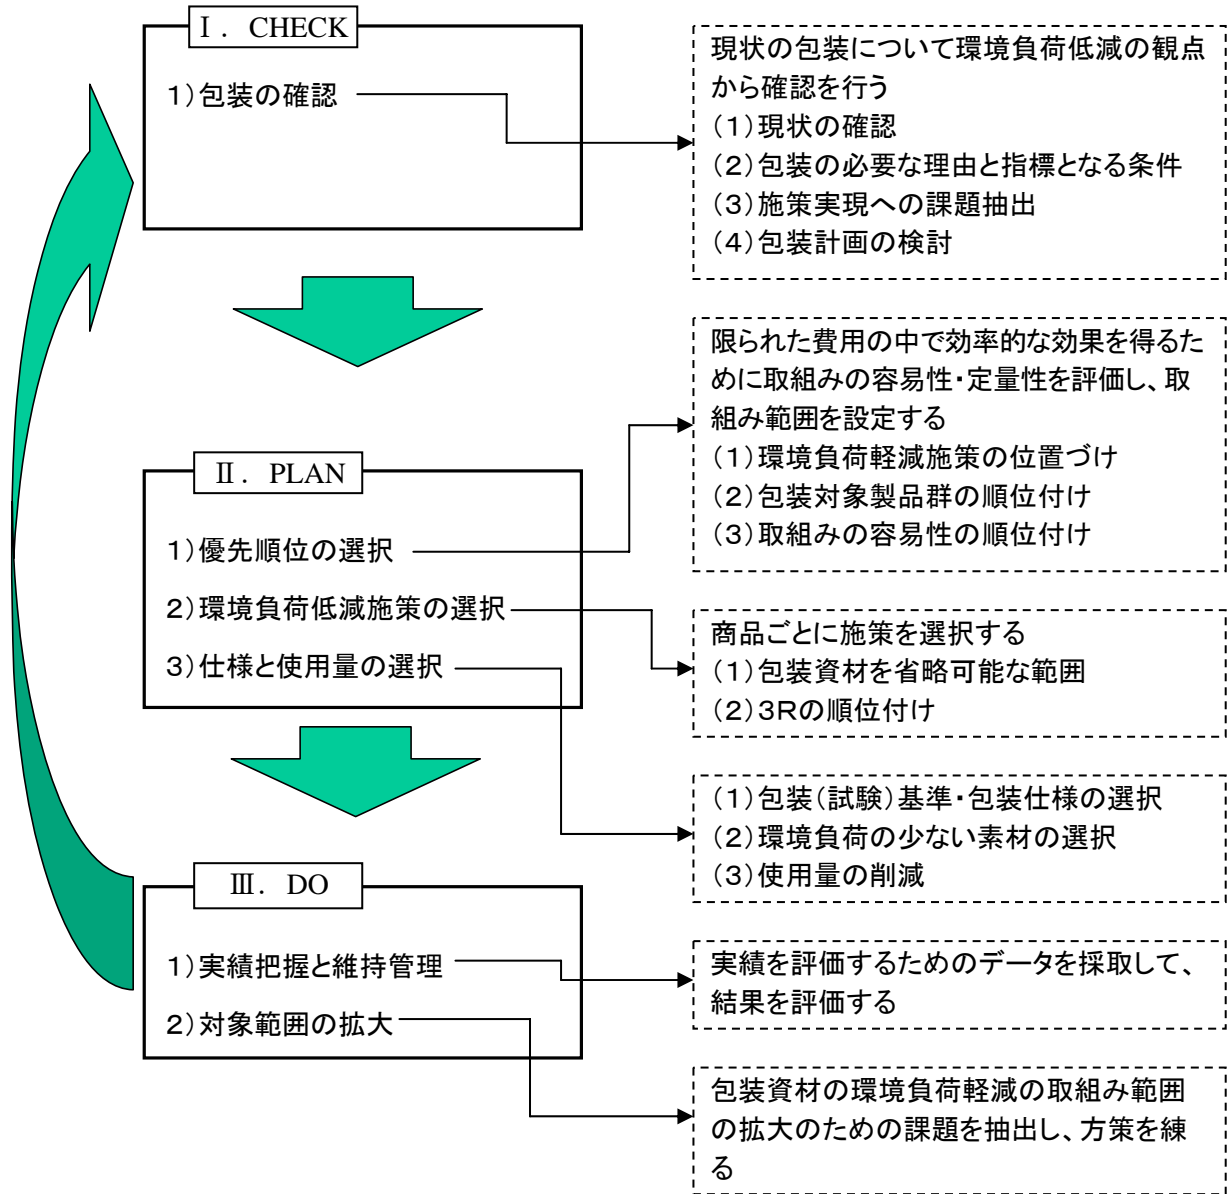 Ⅰ. CHECK
1)包装の確認
現状の包装について環境負荷低減の観点
から確認を行う
(1)現状の確認
(2)包装の必要な理由と指標となる条件
(3)施策実現への課題抽出
(4)包装計画の検討
限られた費用の中で効率的な効果を得るた
めに取組みの容易性・定量性を評価し、取
組み範囲を設定する
(1)環境負荷軽減施策の位置づけ
(2)包装対象製品群の順位付け
(3)取組みの容易性の順位付け
Ⅱ. PLAN
1)優先順位の選択
2)環境負荷低減施策の選択
3)仕様と使用量の選択
商品ごとに施策を選択する
(1)包装資材を省略可能な範囲
(2)3Rの順位付け
(1)包装(試験)基準・包装仕様の選択
(2)環境負荷の少ない素材の選択
(3)使用量の削減
Ⅲ. DO
1)実績把握と維持管理
2)対象範囲の拡大
実績を評価するためのデータを採取して、
結果を評価する
包装資材の環境負荷軽減の取組み範囲
の拡大のための課題を抽出し、方策を練
る